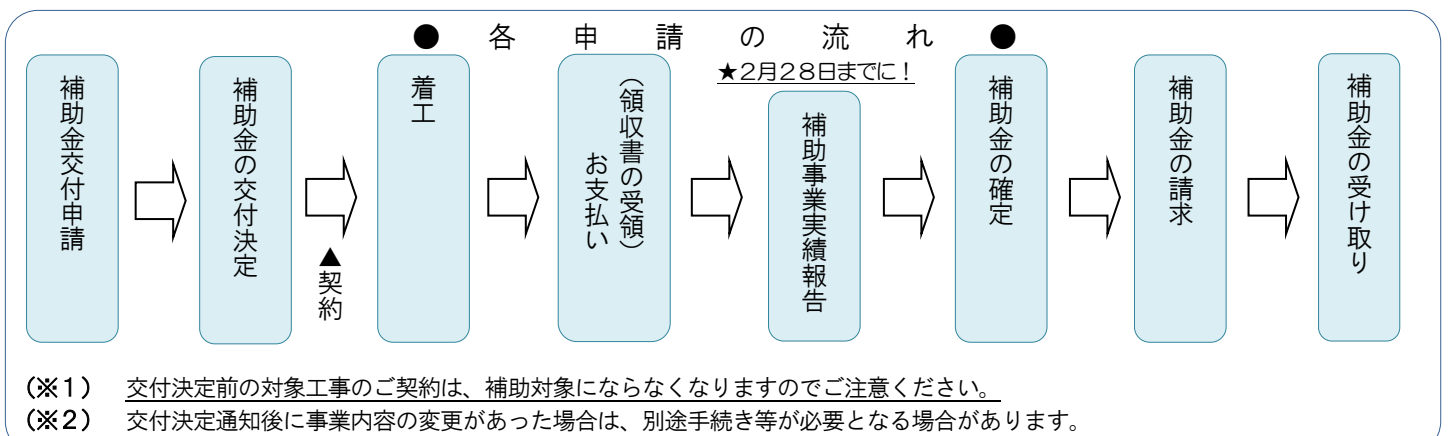 ● 各 申 請 の 流 れ ●
補助金交付申請
補助金の交付決定
▲契約
着工
お支払い
（領収書の受領）
★２月２８日までに！
補助事業実績報告
補助金の確定
補助金の請求
補助金の受け取り
（※１） 交付決定前の対象工事のご契約は、補助対象にならなくなりますのでご注意ください。
（※２） 交付決定通知後に事業内容の変更があった場合は、別途手続き等が必要となる場合があります。